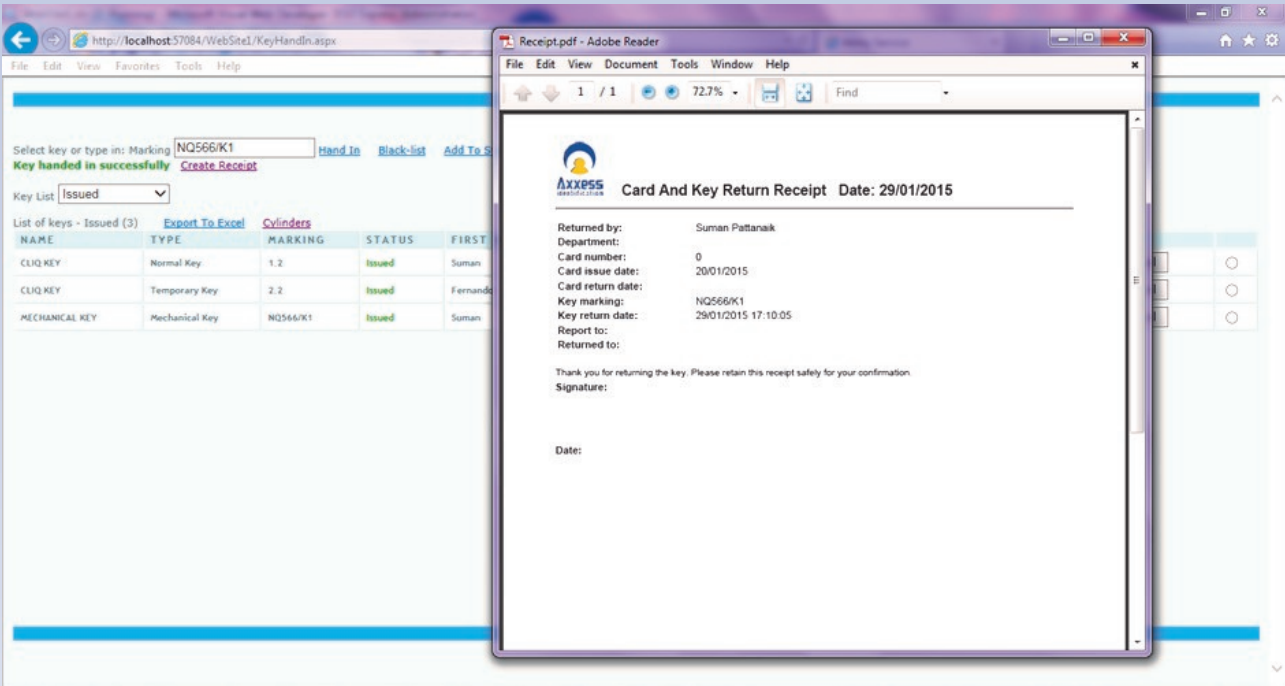 http://localhost:57084/WebSite1/KeyHandIn.aspx
File Edit View Favorites Tools Help
Select key or type in: Marking NQ566/K1 Hand In Black-list Add To S
Key handed in successfully Create Receipt
Key List Issued
List of keys - Issued (3) Export To Excel Cylinders
NAME TYPE MARKING STATUS FIRST
CLIQ KEY Normal Key 1.2 Issued Suman
CLIQ KEY Temporary Key 2.2 Issued Fernando
MECHANICAL KEY Mechanical Key NQ566/K1 Issued Suman
Receipt.pdf - Adobe Reader
File Edit View Document Tools Window Help
1 / 1 72.7% Find
Axxess
identification
Card And Key Return Receipt Date: 29/01/2015
Returned by: Suman Pattanaik
Department:
Card number: 0
Card issue date: 20/01/2015
Card return date:
Key marking: NQ566/K1
Key return date: 29/01/2015 17:10:05
Report to:
Returned to:
Thank you for returning the key. Please retain this receipt safely for your confirmation
Signature:
Date: